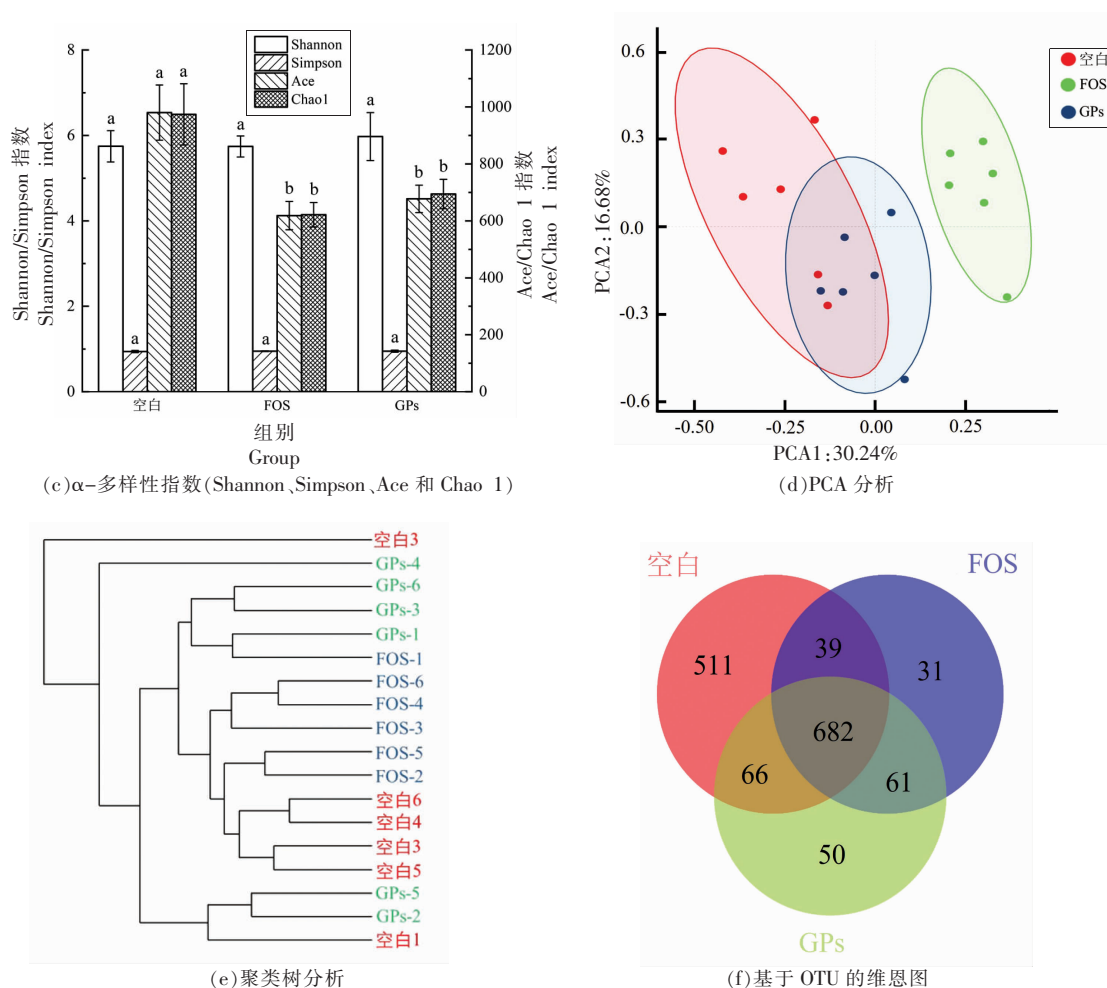 8
6
4
2
0
Shannon/Simpson 指数
Shannon/Simpson index
Shannon
Simpson
Ace
Chao1
a
a
a
a
a
a
b
b
a
a
b
b
1200
1000
800
600
400
200
0
Ace/Chao 1 指数
Ace/Chao 1 index
空白
FOS
GPs
组别
Group
(c)α-多样性指数(Shannon、Simpson、Ace 和 Chao 1)
0.6
0.3
0.0
-0.3
-0.6
PCA2:16.68%
空白
FOS
GPs
-0.50
-0.25
0.00
0.25
PCA1:30.24%
(d)PCA 分析
空白3
GPs-4
GPs-6
GPs-3
GPs-1
FOS-1
FOS-6
FOS-4
FOS-3
FOS-5
FOS-2
空白6
空白4
空白3
空白5
GPs-5
GPs-2
空白1
(e)聚类树分析
空白
FOS
511
39
31
682
66
61
50
GPs
(f)基于 OTU 的维恩图